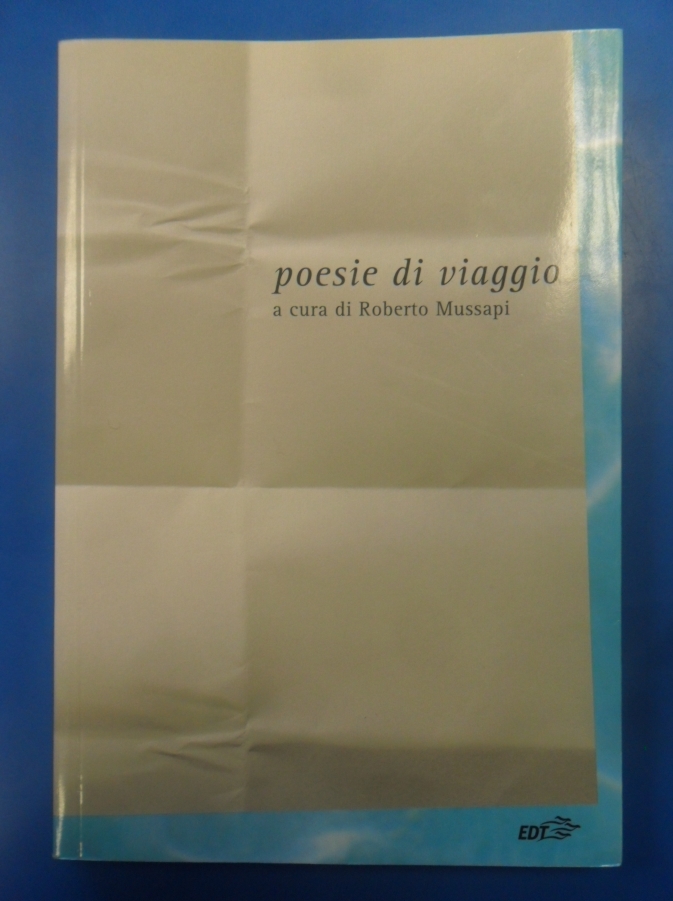 poesie di viaggio
a cura di Roberto Mussapi
EDT